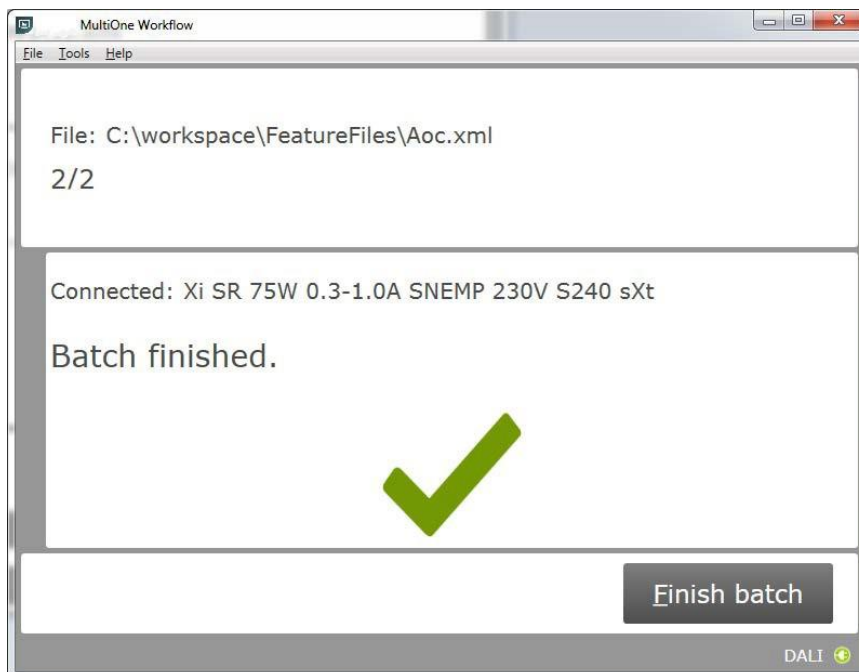 MultiOne Workflow
File Tools Help
File: C:\workspace\FeatureFiles\Aoc.xml
2/2
Connected: Xi SR 75W 0.3-1.0A SNEMP 230V S240 sXt
Batch finished.
Finish batch
DALI